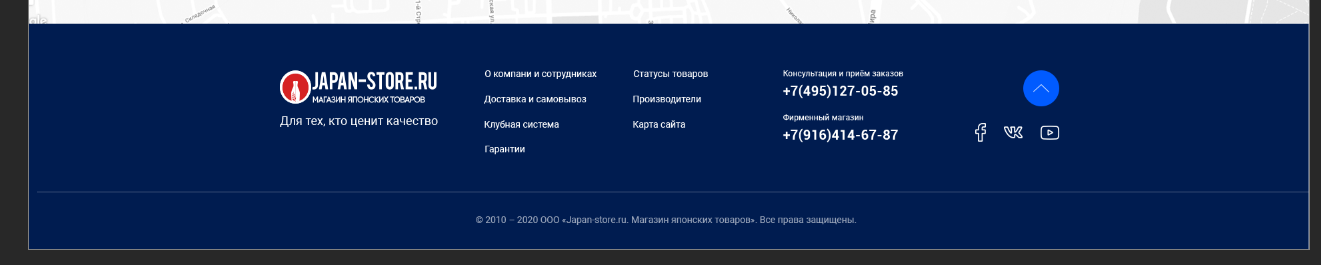 Складочная
JAPAN-STORE.RU
МАГАЗИН ЯПОНСКИХ ТОВАРОВ
Для тех, кто ценит качество
О компани и сотрудниках
Доставка и самовывоз
Клубная система
Гарантии
Статусы товаров
Производители
Карта сайта
Консультация и приём заказов
+7(495)127-05-85
Фирменный магазин
+7(916)414-67-87
© 2010 – 2020 ООО «Japan-store.ru. Магазин японских товаров». Все права защищены.